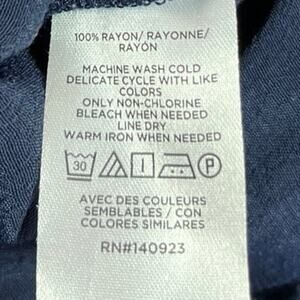 100% RAYON/ RAYONNE/
RAYÓN
MACHINE WASH COLD
DELICATE CYCLE WITH LIKE
COLORS
ONLY NON-CHLORINE
BLEACH WHEN NEEDED
LINE DRY
WARM IRON WHEN NEEDED
30 P
AVEC DES COULEURS
SEMBLABLES / CON
COLORES SIMILARES
RN#140923